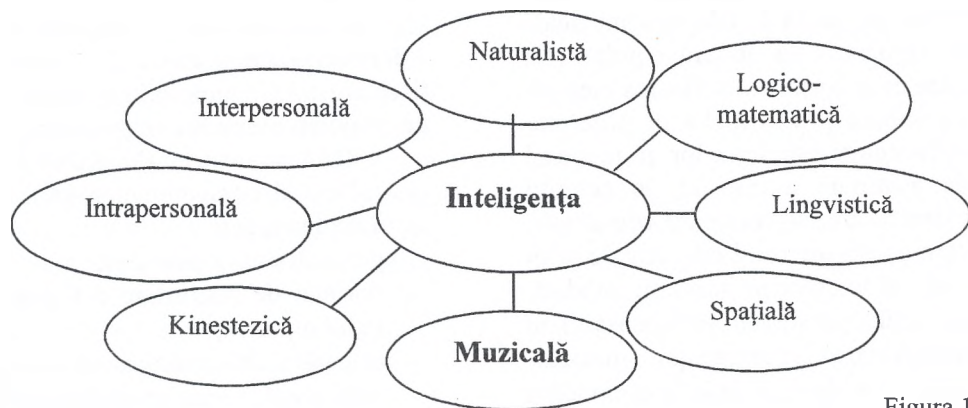 Naturalistă
Logico-
matematică
Interpersonală
Inteligența
Intrapersonală
Lingvistică
Kinestezică
Spațială
Muzicală
Figura 1